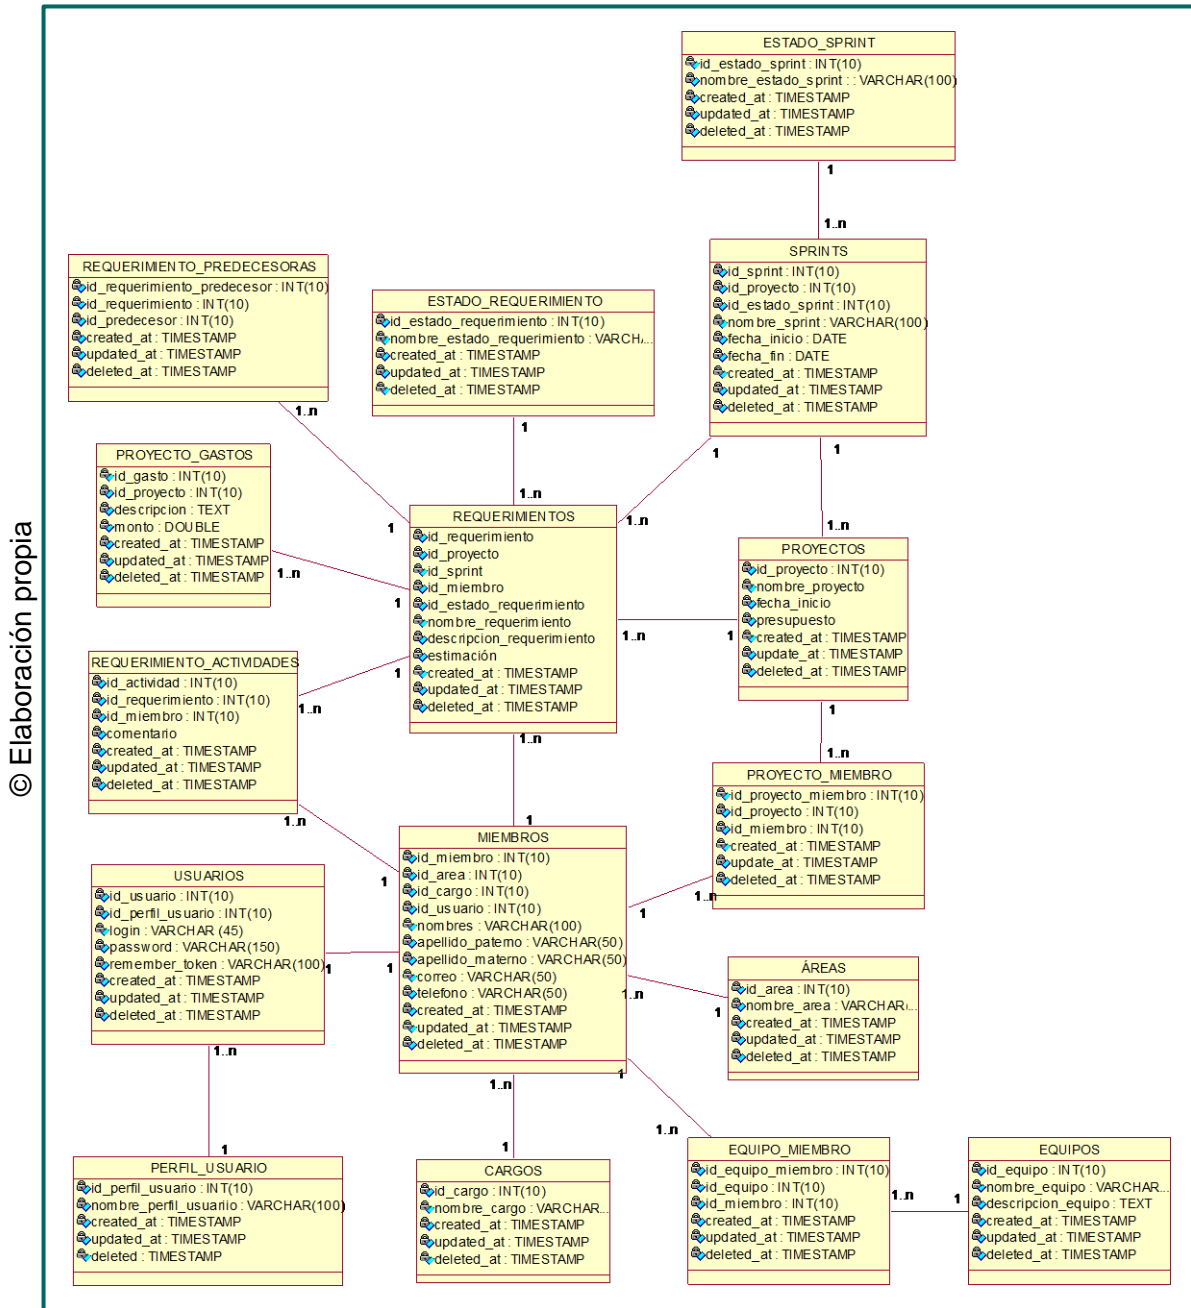 © Elaboración propia
ESTADO_SPRINT
id_estado_sprint : INT(10)
nombre_estado_sprint : : VARCHAR(100)
created_at : TIMESTAMP
updated_at : TIMESTAMP
deleted_at : TIMESTAMP
1
1..n
SPRINTS
id_sprint : INT(10)
id_proyecto : INT(10)
id_estado_sprint : INT(10)
nombre_sprint : VARCHAR(100)
fecha_inicio : DATE
fecha_fin : DATE
created_at : TIMESTAMP
updated_at : TIMESTAMP
deleted_at : TIMESTAMP
1
1
REQUERIMIENTO_PREDECESORAS
id_requerimiento_predecesor : INT(10)
id_requerimiento : INT(10)
id_predecesor : INT(10)
created_at : TIMESTAMP
updated_at : TIMESTAMP
deleted_at : TIMESTAMP
1..n
ESTADO_REQUERIMIENTO
id_estado_requerimiento : INT(10)
nombre_estado_requerimiento : VARCHA...
created_at : TIMESTAMP
updated_at : TIMESTAMP
deleted_at : TIMESTAMP
1
1..n
PROYECTO_GASTOS
id_gasto : INT(10)
id_proyecto : INT(10)
descripcion : TEXT
monto : DOUBLE
created_at : TIMESTAMP
updated_at : TIMESTAMP
deleted_at : TIMESTAMP
1..n
1
1
REQUERIMIENTOS
id_requerimiento
id_proyecto
id_sprint
id_miembro
id_estado_requerimiento
nombre_requerimiento
descripcion_requerimiento
estimación
created_at : TIMESTAMP
updated_at : TIMESTAMP
deleted_at : TIMESTAMP
1..n
1..n
1
1..n
PROYECTOS
id_proyecto : INT(10)
nombre_proyecto
fecha_inicio
presupuesto
created_at : TIMESTAMP
update_at : TIMESTAMP
deleted_at : TIMESTAMP
1
1..n
REQUERIMIENTO_ACTIVIDADES
id_actividad : INT(10)
id_requerimiento : INT(10)
id_miembro : INT(10)
comentario
created_at : TIMESTAMP
updated_at : TIMESTAMP
deleted_at : TIMESTAMP
1
1..n
1..n
1
1..n
1
PROYECTO_MIEMBRO
id_proyecto_miembro : INT(10)
id_proyecto : INT(10)
id_miembro : INT(10)
created_at : TIMESTAMP
update_at : TIMESTAMP
deleted_at : TIMESTAMP
1..n
1
MIEMBROS
id_miembro : INT(10)
id_area : INT(10)
id_cargo : INT(10)
id_usuario : INT(10)
nombres : VARCHAR(100)
apellido_paterno : VARCHAR(50)
apellido_materno : VARCHAR(50)
correo : VARCHAR(50)
telefono : VARCHAR(50)
created_at : TIMESTAMP
updated_at : TIMESTAMP
deleted_at : TIMESTAMP
USUARIOS
id_usuario : INT(10)
id_perfil_usuario : INT(10)
login : VARCHAR (45)
password : VARCHAR(150)
remember_token : VARCHAR(100)
created_at : TIMESTAMP
updated_at : TIMESTAMP
deleted_at : TIMESTAMP
1
1
1..n
1
ÁREAS
id_area : INT(10)
nombre_area : VARCHAR(...
created_at : TIMESTAMP
updated_at : TIMESTAMP
deleted_at : TIMESTAMP
1..n
1
PERFIL_USUARIO
id_perfil_usuario : INT(10)
nombre_perfil_usuariio : VARCHAR(100)
created_at : TIMESTAMP
updated_at : TIMESTAMP
deleted : TIMESTAMP
1..n
1
CARGOS
id_cargo : INT(10)
nombre_cargo : VARCHAR...
created_at : TIMESTAMP
updated_at : TIMESTAMP
deleted_at : TIMESTAMP
1
1..n
EQUIPO_MIEMBRO
id_equipo_miembro : INT(10)
id_equipo : INT(10)
id_miembro : INT(10)
created_at : TIMESTAMP
updated_at : TIMESTAMP
deleted_at : TIMESTAMP
1..n
1
EQUIPOS
id_equipo : INT(10)
nombre_equipo : VARCHAR...
descripcion_equipo : TEXT
created_at : TIMESTAMP
updated_at : TIMESTAMP
deleted_at : TIMESTAMP